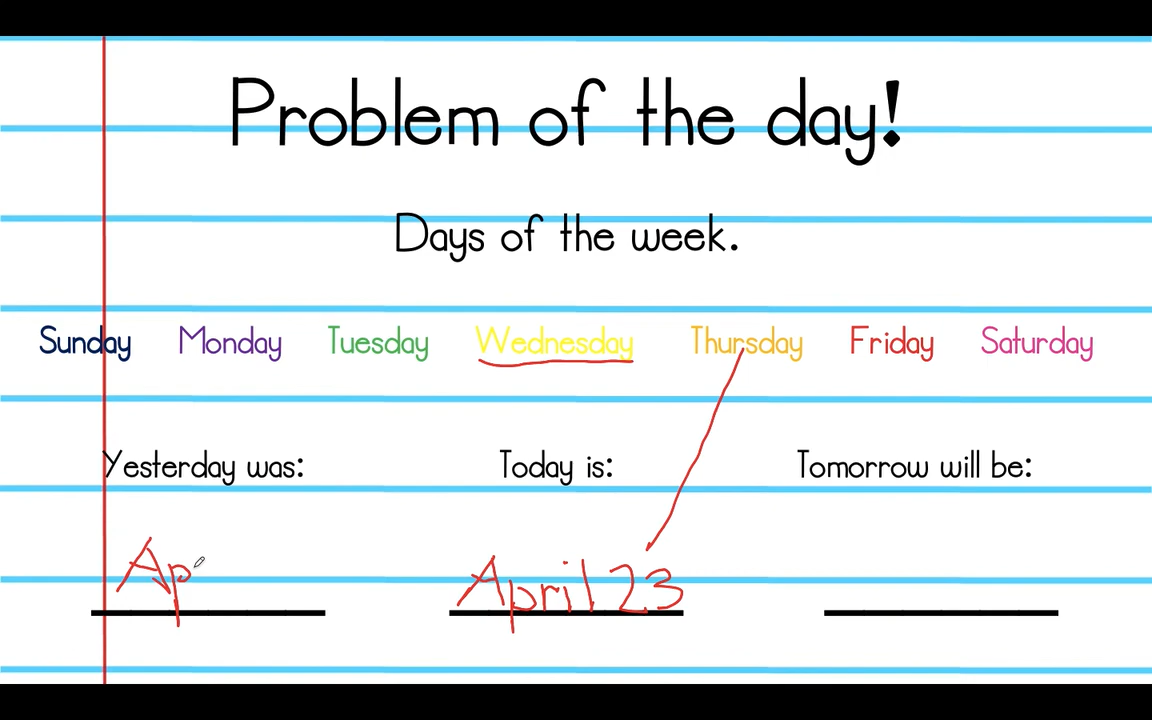 Problem of the day!
Days of the week.
Sunday Monday Tuesday Wednesday Thursday Friday Saturday
Yesterday was: Today is: Tomorrow will be:
Ap April 23